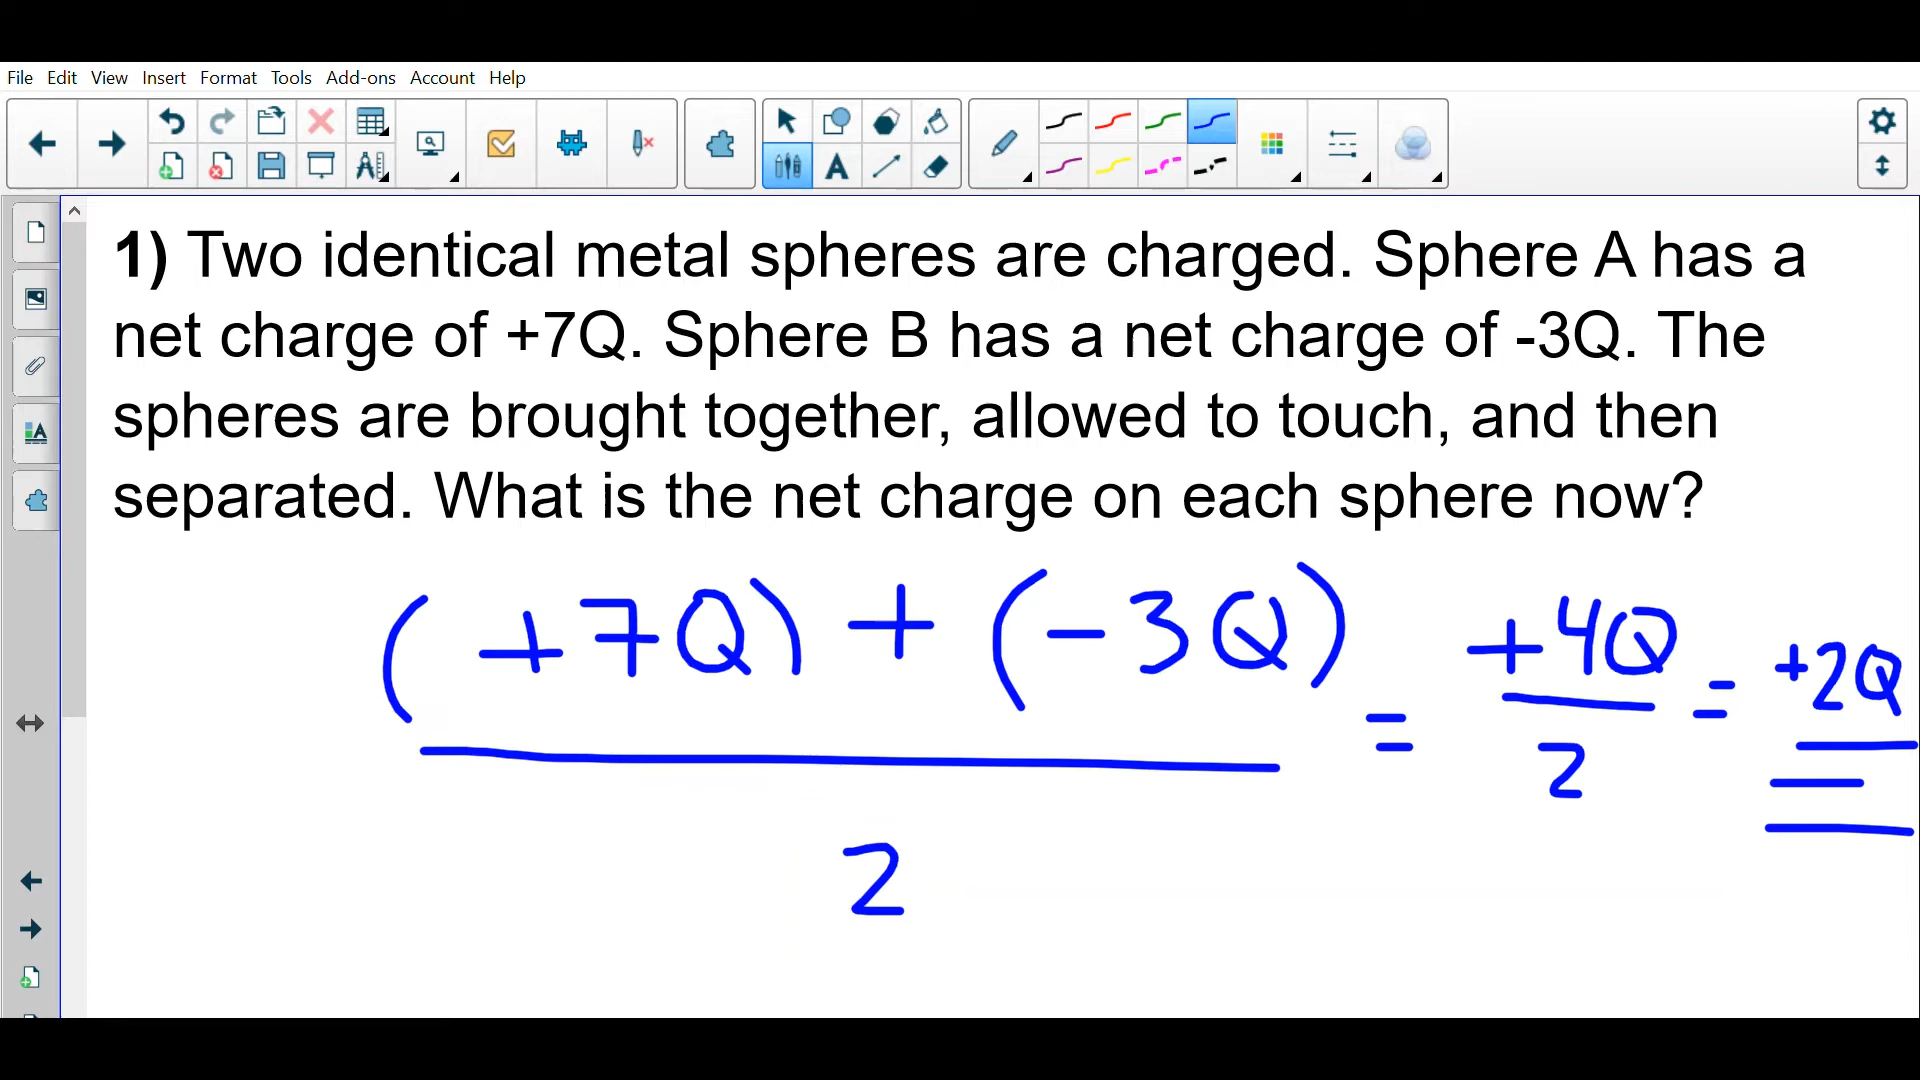 File Edit View Insert Format Tools Add-ons Account Help
1) Two identical metal spheres are charged. Sphere A has a
net charge of +7Q. Sphere B has a net charge of -3Q. The
spheres are brought together, allowed to touch, and then
separated. What is the net charge on each sphere now?
(+7Q) + (-3Q) = +4Q = +2Q
2 2